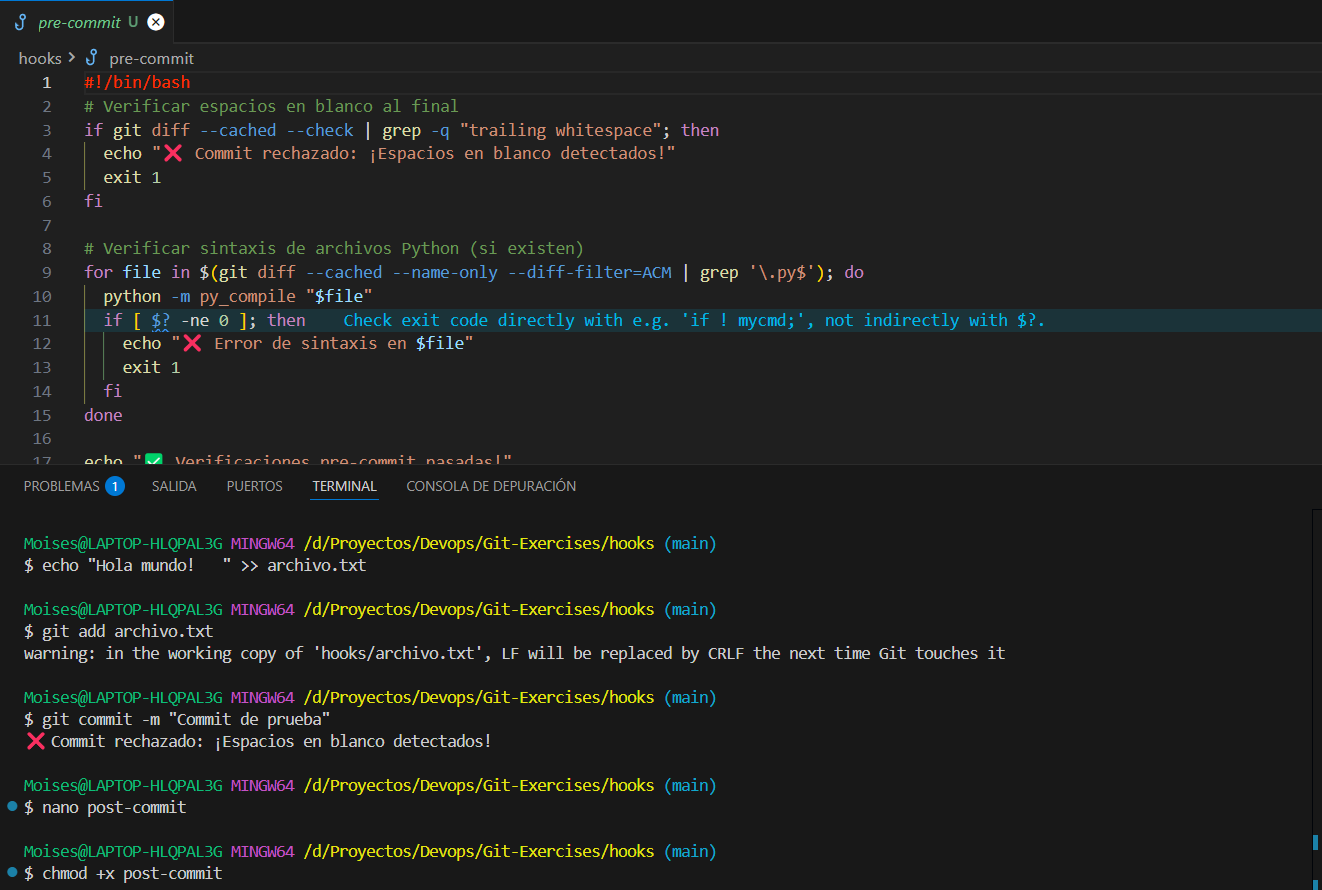 pre-commit U
hooks > pre-commit
1 #!/bin/bash
2 # Verificar espacios en blanco al final
3 if git diff --cached --check | grep -q "trailing whitespace"; then
4 echo "❌ Commit rechazado: ¡Espacios en blanco detectados!"
5 exit 1
6 fi
7
8 # Verificar sintaxis de archivos Python (si existen)
9 for file in $(git diff --cached --name-only --diff-filter=ACM | grep '\.py$'); do
10 python -m py_compile "$file"
11 if [ $? -ne 0 ]; then Check exit code directly with e.g. 'if ! mycmd;', not indirectly with $?.
12 echo "❌ Error de sintaxis en $file"
13 exit 1
14 fi
15 done
16
17 echo "✅ Verificaciones pre-commit pasadas!"
PROBLEMAS 1 SALIDA PUERTOS TERMINAL CONSOLA DE DEPURACIÓN
Moises@LAPTOP-HLQPAL3G MINGW64 /d/Proyectos/Devops/Git-Exercises/hooks (main)
$ echo "Hola mundo!   " >> archivo.txt
Moises@LAPTOP-HLQPAL3G MINGW64 /d/Proyectos/Devops/Git-Exercises/hooks (main)
$ git add archivo.txt
warning: in the working copy of 'hooks/archivo.txt', LF will be replaced by CRLF the next time Git touches it
Moises@LAPTOP-HLQPAL3G MINGW64 /d/Proyectos/Devops/Git-Exercises/hooks (main)
$ git commit -m "Commit de prueba"
❌ Commit rechazado: ¡Espacios en blanco detectados!
Moises@LAPTOP-HLQPAL3G MINGW64 /d/Proyectos/Devops/Git-Exercises/hooks (main)
$ nano post-commit
Moises@LAPTOP-HLQPAL3G MINGW64 /d/Proyectos/Devops/Git-Exercises/hooks (main)
$ chmod +x post-commit